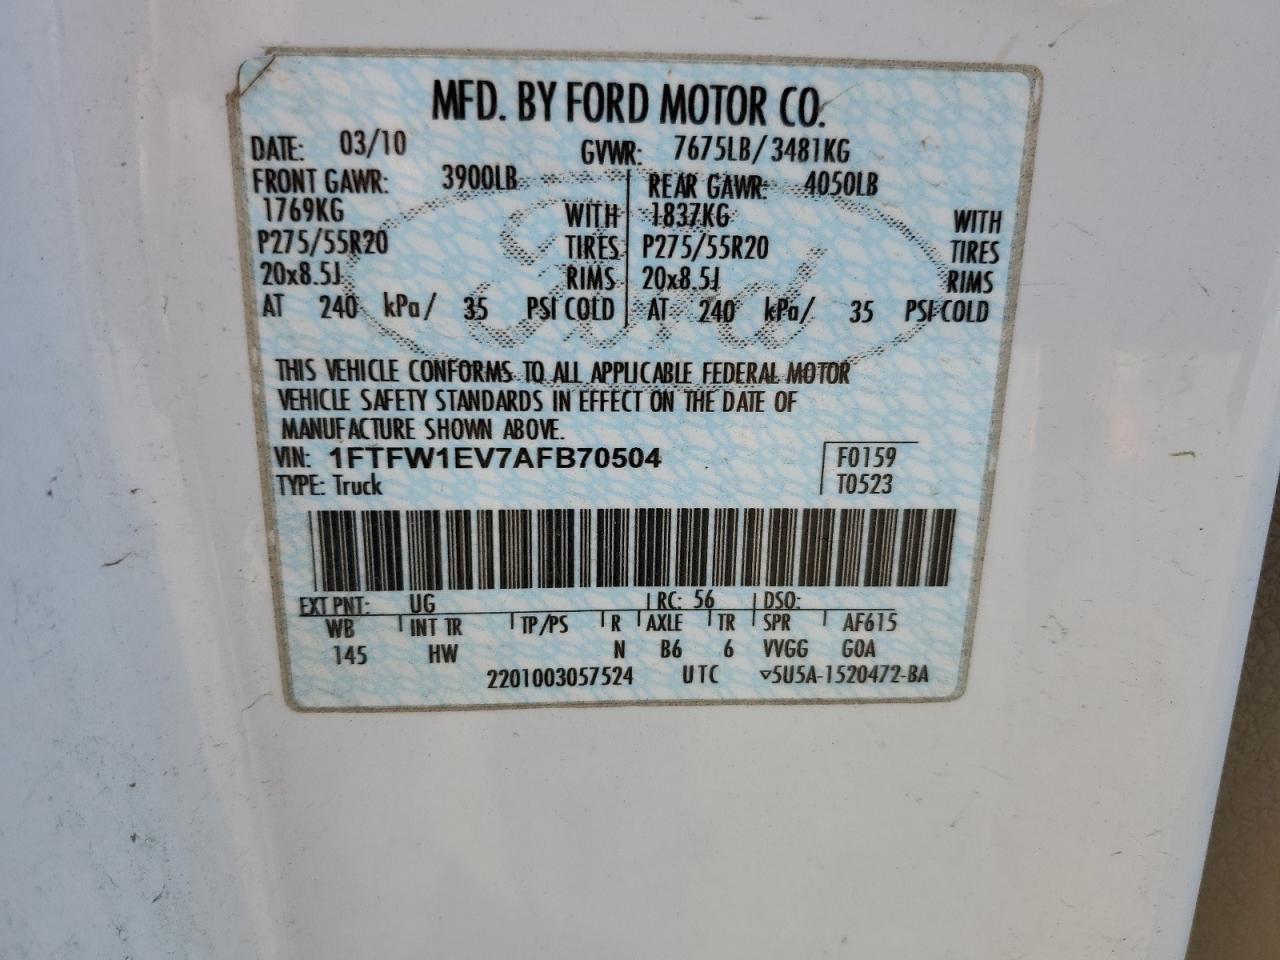 MFD. BY FORD MOTOR CO.
DATE: 03/10 GVWR: 7675LB/3481KG
FRONT GAWR: 3900LB REAR GAWR: 4050LB
1769KG WITH 1837KG WITH
P275/55R20 TIRES P275/55R20 TIRES
20x8.5J RIMS 20x8.5J RIMS
AT 240 kPa/ 35 PSI COLD AT 240 kPa/ 35 PSI COLD
THIS VEHICLE CONFORMS TO ALL APPLICABLE FEDERAL MOTOR
VEHICLE SAFETY STANDARDS IN EFFECT ON THE DATE OF
MANUFACTURE SHOWN ABOVE.
VIN: 1FTFW1EV7AFB70504 F0159
TYPE: Truck T0523
EXT PNT: UG RC: 56 DSO:
WB INT TR TP/PS R AXLE TR SPR AF615
145 HW N B6 6 VVGG GOA
2201003057524 UTC ▽5U5A-1520472-BA
Ford